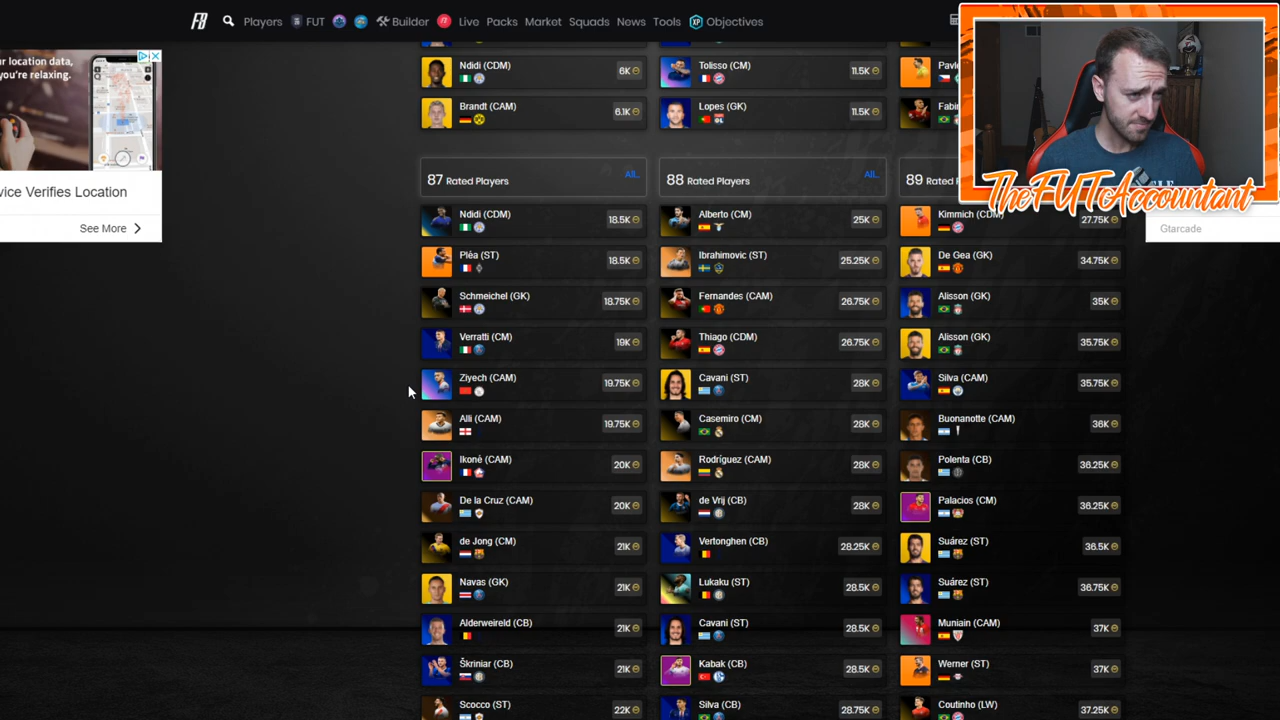 FB Players FUT Builder Live Packs Market Squads News Tools XP Objectives
ur location data,
you're relaxing.
vice Verifies Location
See More
Ndidi (CDM) 6K
Brandt (CAM) 6.1K
Tolisso (CM) 11.5K
Lopes (GK) 11.5K
Pavl
Fabin
TheFUTAccountant
Gtarcade
87 Rated Players All..
Ndidi (CDM) 18.5K
Pléa (ST) 18.5K
Schmeichel (GK) 18.75K
Verratti (CM) 19K
Ziyech (CAM) 19.75K
Alli (CAM) 19.75K
Ikoné (CAM) 20K
De la Cruz (CAM) 20K
de Jong (CM) 21K
Navas (GK) 21K
Alderweireld (CB) 21K
Škriniar (CB) 21K
Scocco (ST) 22K
88 Rated Players All..
Alberto (CM) 25K
Ibrahimovic (ST) 25.25K
Fernandes (CAM) 26.75K
Thiago (CDM) 26.75K
Cavani (ST) 28K
Casemiro (CM) 28K
Rodríguez (CAM) 28K
de Vrij (CB) 28K
Vertonghen (CB) 28.25K
Lukaku (ST) 28.5K
Cavani (ST) 28.5K
Kabak (CB) 28.5K
Silva (CB) 28.75K
89 Rated P
Kimmich (CDM) 27.75K
De Gea (GK) 34.75K
Alisson (GK) 35K
Alisson (GK) 35.75K
Silva (CAM) 35.75K
Buonanotte (CAM) 36K
Polenta (CB) 36.25K
Palacios (CM) 36.25K
Suárez (ST) 36.5K
Suárez (ST) 36.75K
Muniain (CAM) 37K
Werner (ST) 37K
Coutinho (LW) 37.25K